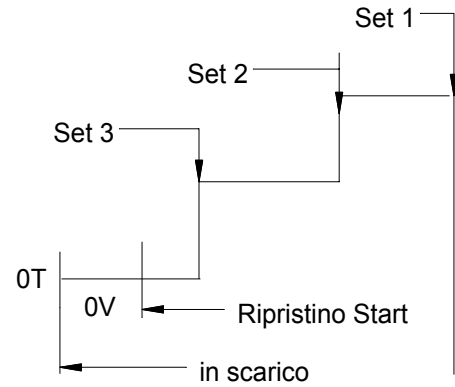 Set 1
Set 2
Set 3
0T
0V
Ripristino Start
in scarico